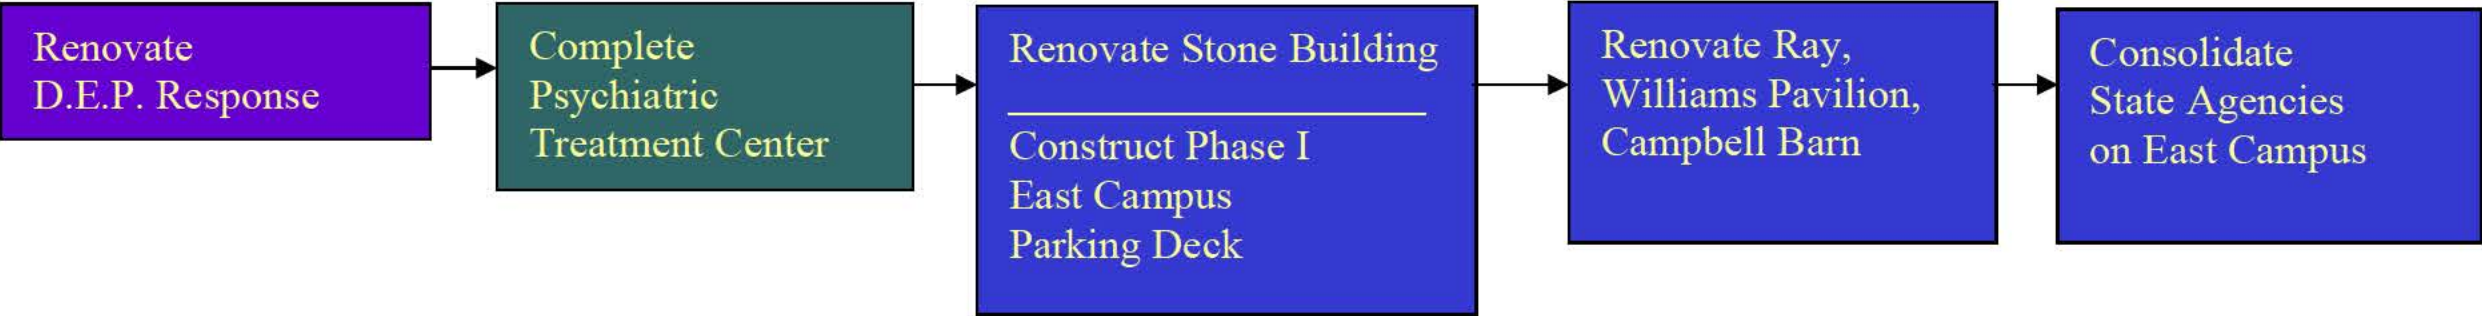 Renovate
D.E.P. Response
Complete
Psychiatric
Treatment Center
Renovate Stone Building
Construct Phase I
East Campus
Parking Deck
Renovate Ray,
Williams Pavilion,
Campbell Barn
Consolidate
State Agencies
on East Campus